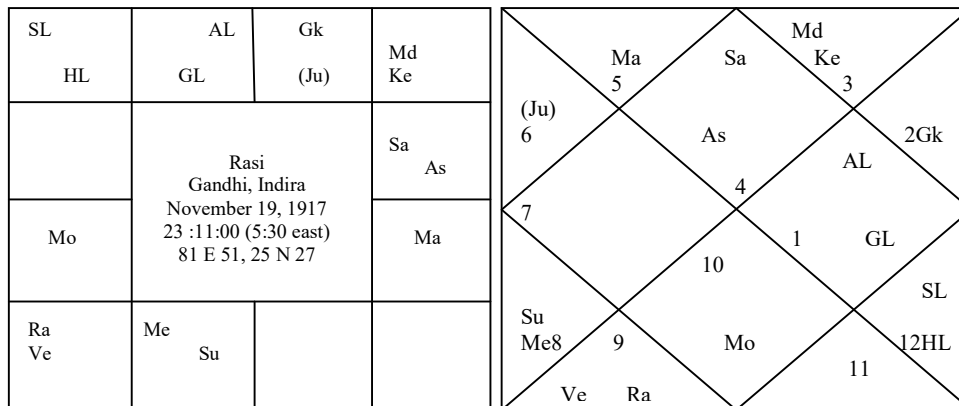 SL
AL
Gk
Md
HL
GL
(Ju)
Ke
Sa
As
Rasi
Gandhi, Indira
November 19, 1917
23 :11:00 (5:30 east)
81 E 51, 25 N 27
Mo
Ma
Ra
Ve
Me
Su
Md
Ke
Ma
Sa
5
3
(Ju)
6
2Gk
As
AL
4
7
1
GL
10
SL
Su
Me8
9
Mo
12HL
11
Ve
Ra